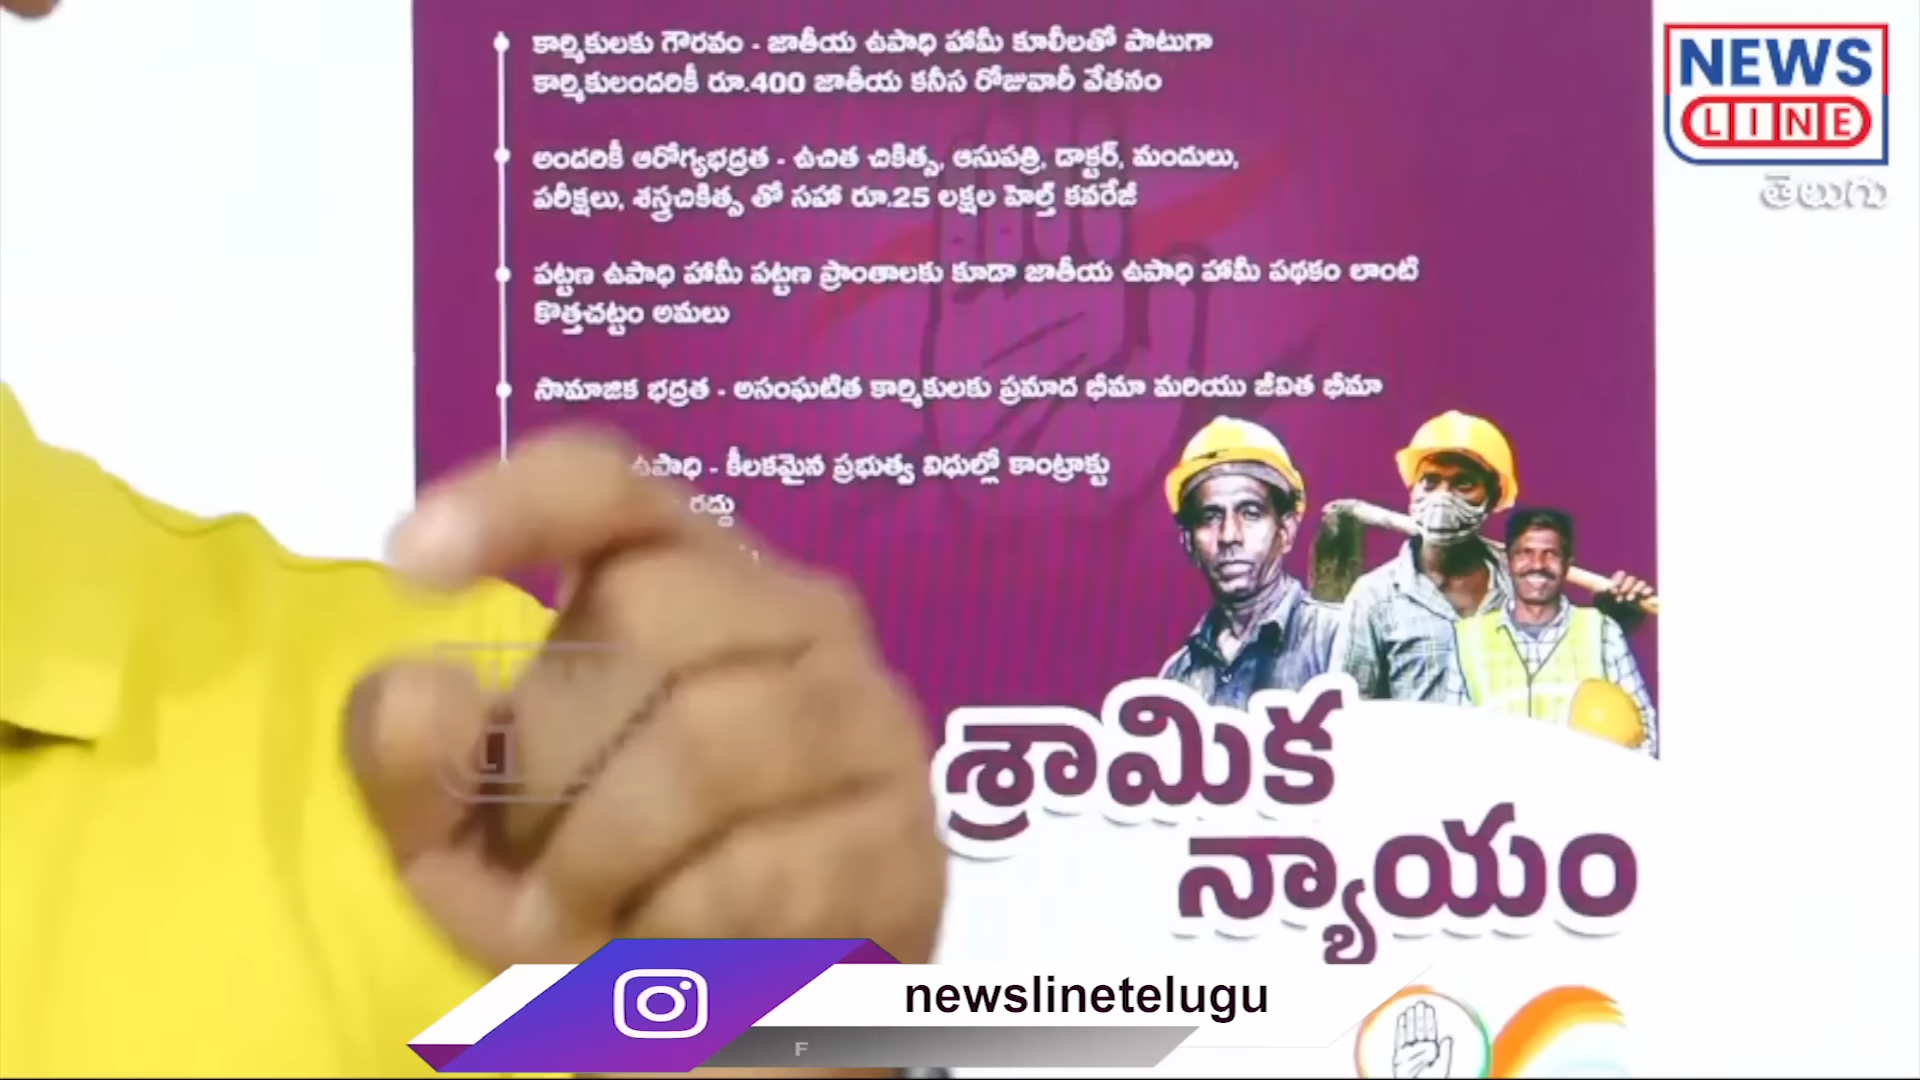 కార్మికులకు గౌరవం - జాతీయ ఉపాధి హామీ కూలీలతో పాటుగా
కార్మికులందరికీ రూ.400 జాతీయ కనీస రోజువారీ వేతనం
అందరికీ ఆరోగ్యభద్రత - ఉచిత చికిత్స, ఆసుపత్రి, డాక్టర్, మందులు,
పరీక్షలు, శస్త్రచికిత్స తో సహా రూ.25 లక్షల హెల్త్ కవరేజీ
పట్టణ ఉపాధి హామీ పట్టణ ప్రాంతాలకు కూడా జాతీయ ఉపాధి హామీ పథకం లాంటి
కొత్తచట్టం అమలు
సామాజిక భద్రత - అసంఘటిత కార్మికులకు ప్రమాద భీమా మరియు జీవిత భీమా
ఉపాధి - కీలకమైన ప్రభుత్వ విధుల్లో కాంట్రాక్టు
రద్దు
శ్రామిక
న్యాయం
NEWS
LINE
తెలుగు
newslinetelugu
F